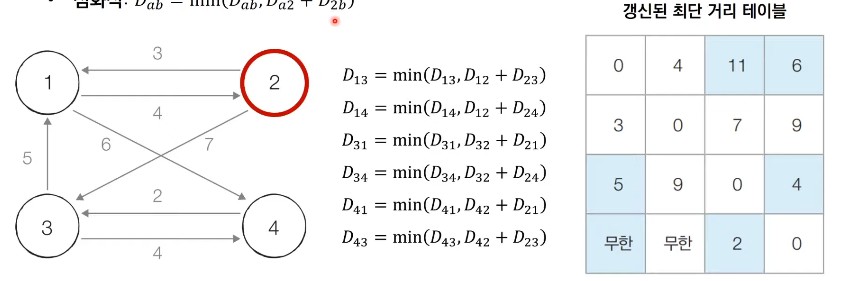 점화식: D_ab = min(D_ab, D_a2 + D_2b)
갱신된 최단 거리 테이블
1
2
3
4
3
4
5
6
7
2
4
D_13 = min(D_13, D_12 + D_23)
D_14 = min(D_14, D_12 + D_24)
D_31 = min(D_31, D_32 + D_21)
D_34 = min(D_34, D_32 + D_24)
D_41 = min(D_41, D_42 + D_21)
D_43 = min(D_43, D_42 + D_23)
0 4 11 6
3 0 7 9
5 9 0 4
무한 무한 2 0